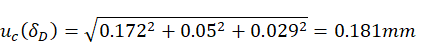 u_c(δ_D) = √(0.172² + 0.05² + 0.029²) = 0.181mm